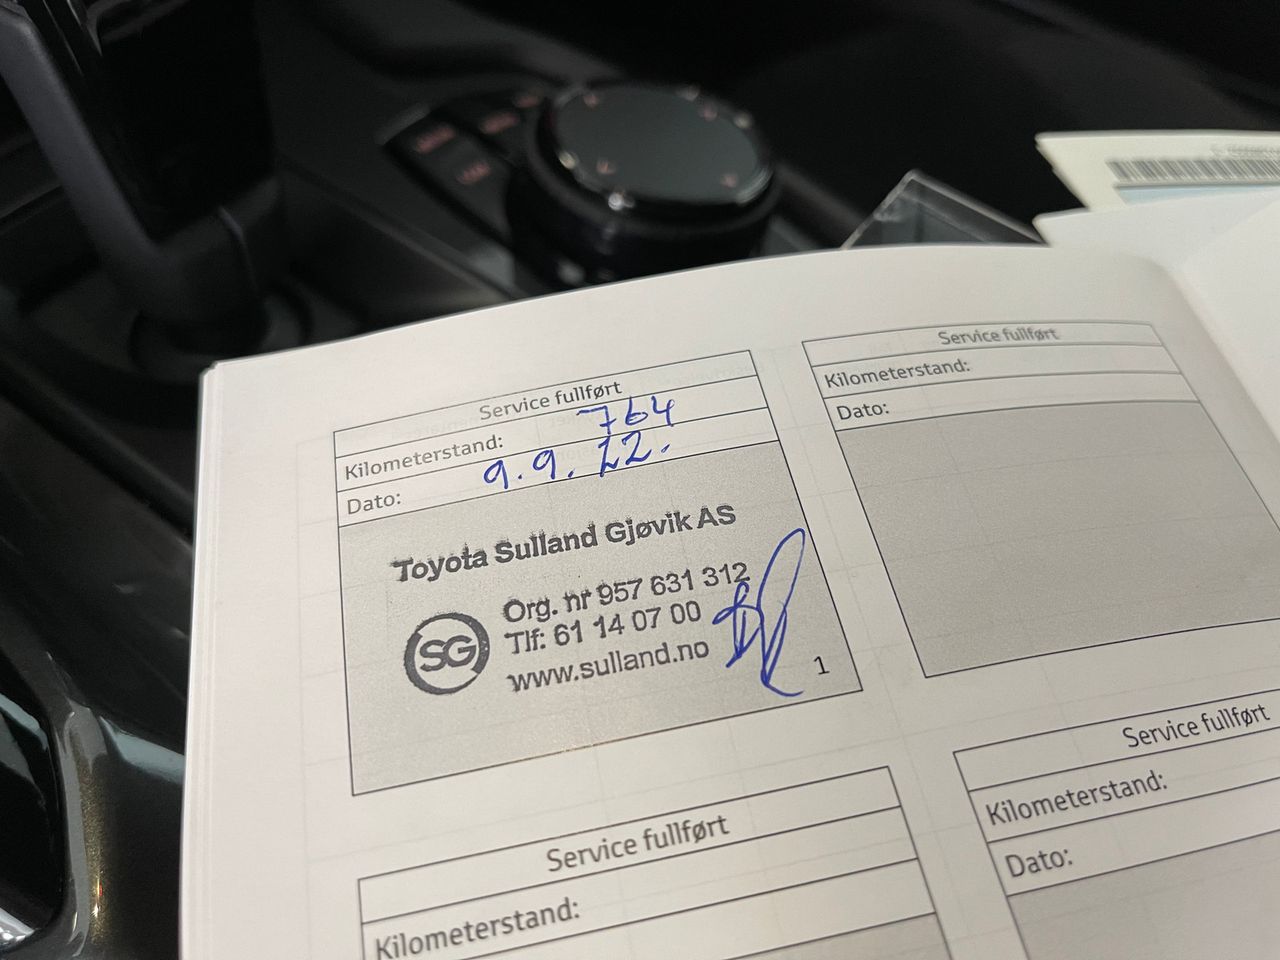 Service fullført
Kilometerstand: 764
Dato: 9.9.22.
Toyota Sulland Gjøvik AS
SG
Org. nr 957 631 312
Tlf: 61 14 07 00
www.sulland.no
1
Service fullført
Kilometerstand:
Dato:
Service fullført
Kilometerstand:
Service fullført
Kilometerstand:
Dato: